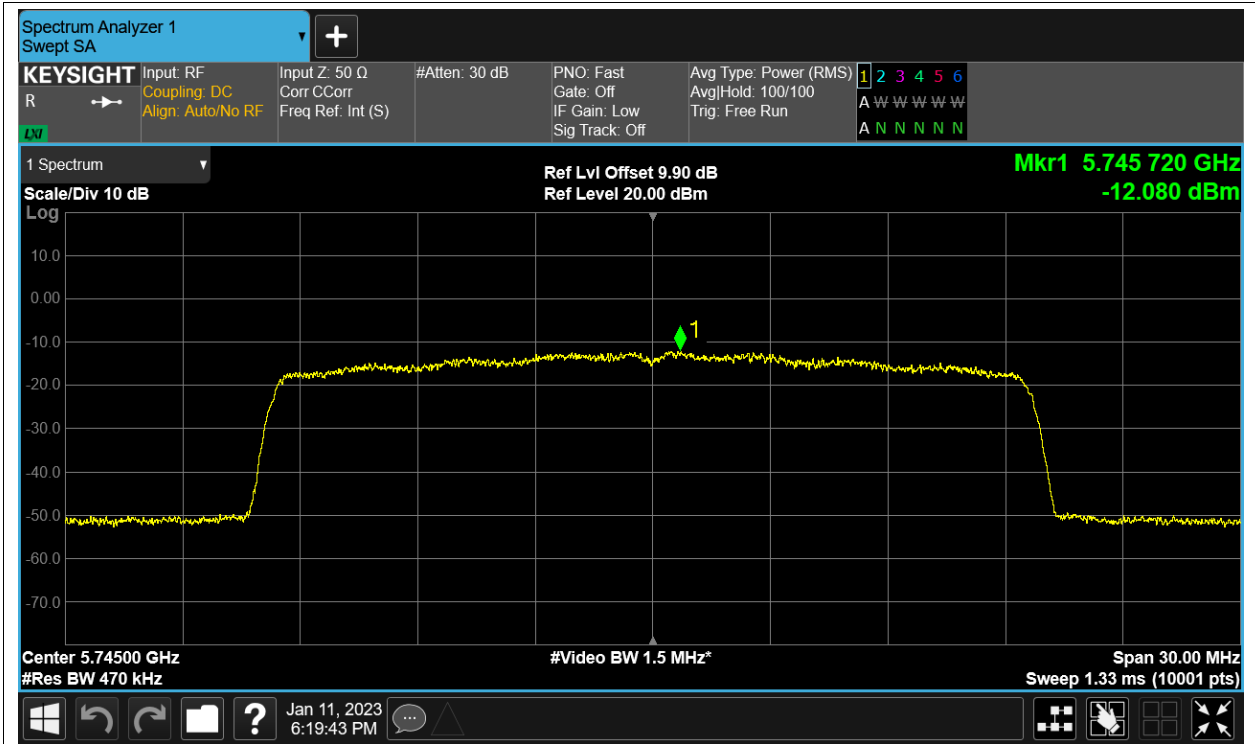 Spectrum Analyzer 1
Swept SA
KEYSIGHT
R
LXI
Input: RF
Coupling: DC
Align: Auto/No RF
Input Z: 50 Ω
Corr CCorr
Freq Ref: Int (S)
#Atten: 30 dB
PNO: Fast
Gate: Off
IF Gain: Low
Sig Track: Off
Avg Type: Power (RMS)
Avg|Hold: 100/100
Trig: Free Run
1 2 3 4 5 6
A W W W W W
A N N N N N
1 Spectrum
Scale/Div 10 dB
Log
Ref Lvl Offset 9.90 dB
Ref Level 20.00 dBm
Mkr1 5.745 720 GHz
-12.080 dBm
10.0
0.00
-10.0
-20.0
-30.0
-40.0
-50.0
-60.0
-70.0
1
Center 5.74500 GHz
#Res BW 470 kHz
#Video BW 1.5 MHz*
Span 30.00 MHz
Sweep 1.33 ms (10001 pts)
?
Jan 11, 2023
6:19:43 PM